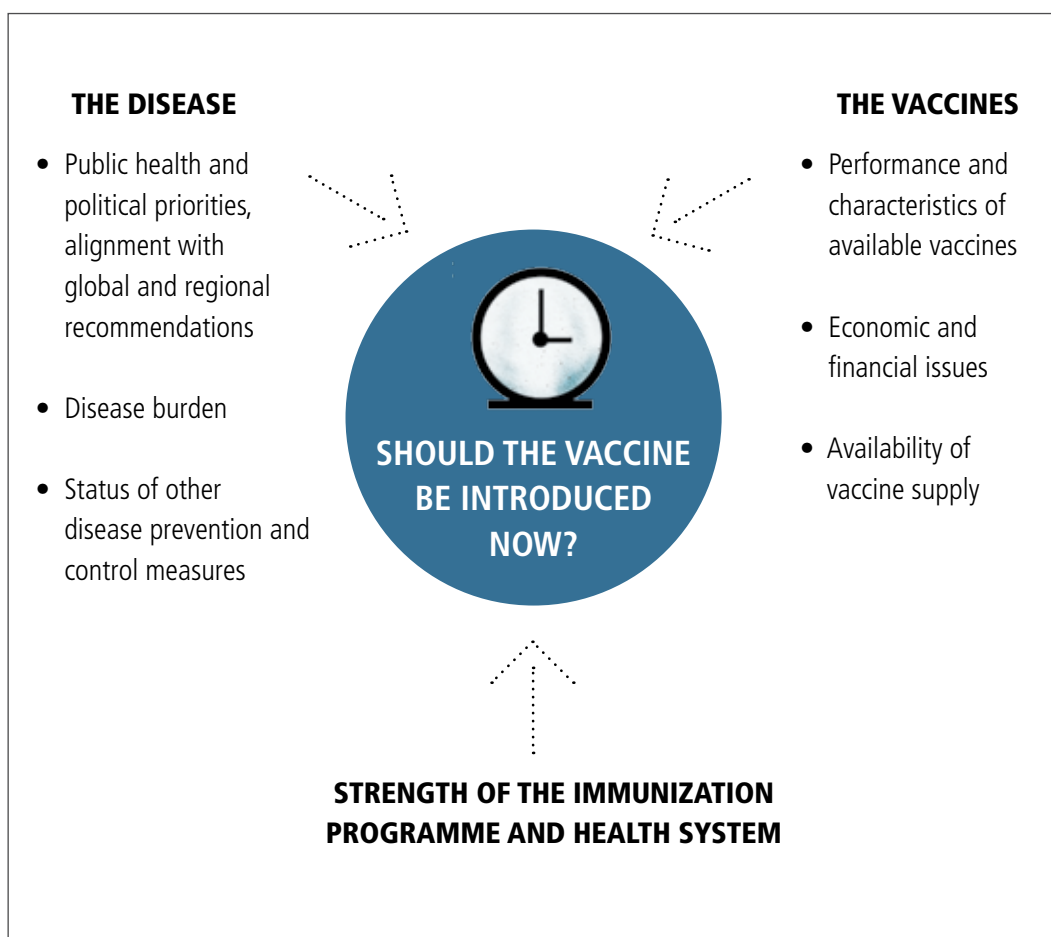 THE DISEASE
• Public health and
political priorities,
alignment with
global and regional
recommendations
• Disease burden
• Status of other
disease prevention and
control measures
THE VACCINES
• Performance and
characteristics of
available vaccines
• Economic and
financial issues
• Availability of
vaccine supply
SHOULD THE VACCINE
BE INTRODUCED
NOW?
STRENGTH OF THE IMMUNIZATION
PROGRAMME AND HEALTH SYSTEM